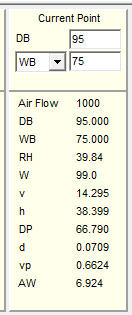 Current Point
DB 95
WB 75
Air Flow 1000
DB 95.000
WB 75.000
RH 39.84
W 99.0
v 14.295
h 38.399
DP 66.790
d 0.0709
vp 0.6624
AW 6.924